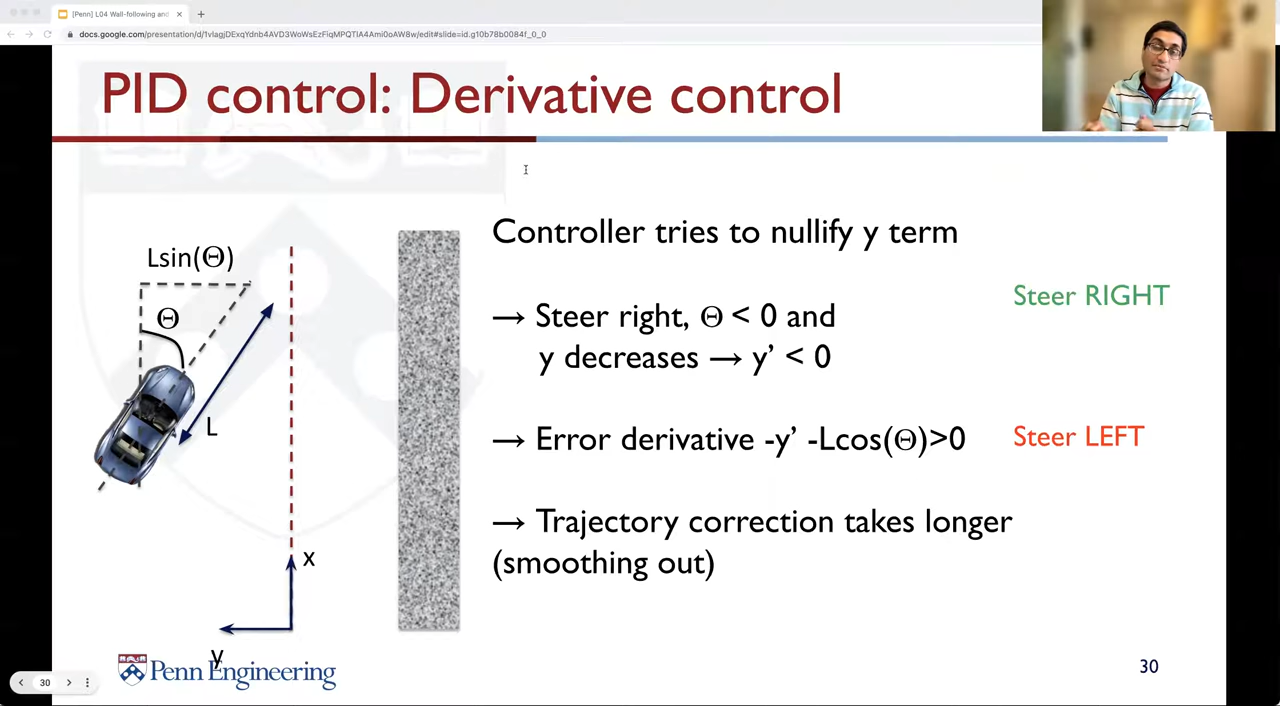 [Penn] L04 Wall-following and
docs.google.com/presentation/d/1vlagjDExqYdnb4AVD3WoWsEzFiqMPQTIA4Ami0oAW8w/edit#slide=id.g10b78b0084f_0_0
PID control: Derivative control
Controller tries to nullify y term
Lsin(Θ)
Steer RIGHT
→ Steer right, Θ < 0 and
Θ
y decreases → y’ < 0
L
→ Error derivative -y’ -Lcos(Θ)>0
Steer LEFT
→ Trajectory correction takes longer
(smoothing out)
x
y
Penn Engineering
30
30